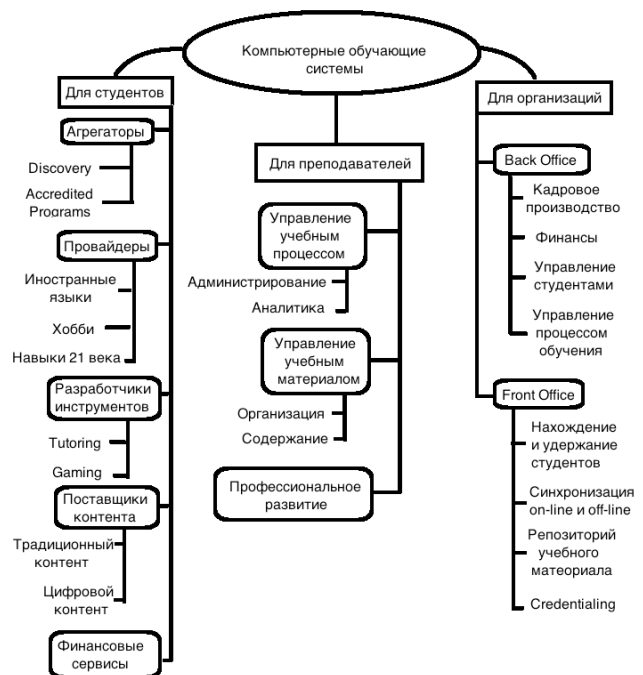 Компьютерные обучающие
системы
Для студентов
Агрегаторы
Discovery
Accredited
Programs
Провайдеры
Иностранные
языки
Хобби
Навыки 21 века
Разработчики
инструментов
Tutoring
Gaming
Поставщики
контента
Традиционный
контент
Цифровой
контент
Финансовые
сервисы
Для преподавателей
Управление
учебным
процессом
Администрирование
Аналитика
Управление
учебным
материалом
Организация
Содержание
Профессиональное
развитие
Для организаций
Back Office
Кадровое
производство
Финансы
Управление
студентами
Управление
процессом
обучения
Front Office
Нахождение
и удержание
студентов
Синхронизация
on-line и off-line
Репозиторий
учебного
матеориала
Credentialing